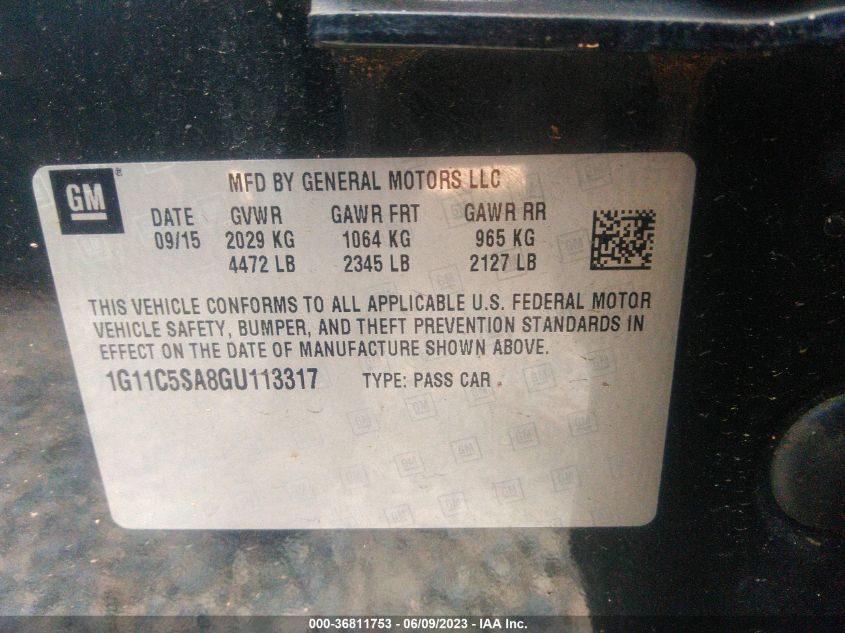 GM®
MFD BY GENERAL MOTORS LLC
DATE GVWR GAWR FRT GAWR RR
09/15 2029 KG 1064 KG 965 KG
4472 LB 2345 LB 2127 LB
THIS VEHICLE CONFORMS TO ALL APPLICABLE U.S. FEDERAL MOTOR
VEHICLE SAFETY, BUMPER, AND THEFT PREVENTION STANDARDS IN
EFFECT ON THE DATE OF MANUFACTURE SHOWN ABOVE.
1G11C5SA8GU113317 TYPE: PASS CAR
000-36811753 - 06/09/2023 - IAA Inc.